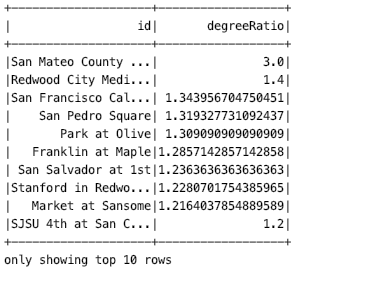 +--------------------+------------------+
|                  id|       degreeRatio|
+--------------------+------------------+
|San Mateo County ...|               3.0|
|Redwood City Medi...|               1.4|
|San Francisco Cal...| 1.343956704750451|
|    San Pedro Square| 1.319327731092437|
|       Park at Olive| 1.309090909090909|
|   Franklin at Maple|1.2857142857142858|
| San Salvador at 1st|1.2363636363636363|
|Stanford in Redwo...|1.2280701754385965|
|   Market at Sansome|1.2164037854889589|
|SJSU 4th at San C...|               1.2|
+--------------------+------------------+
only showing top 10 rows